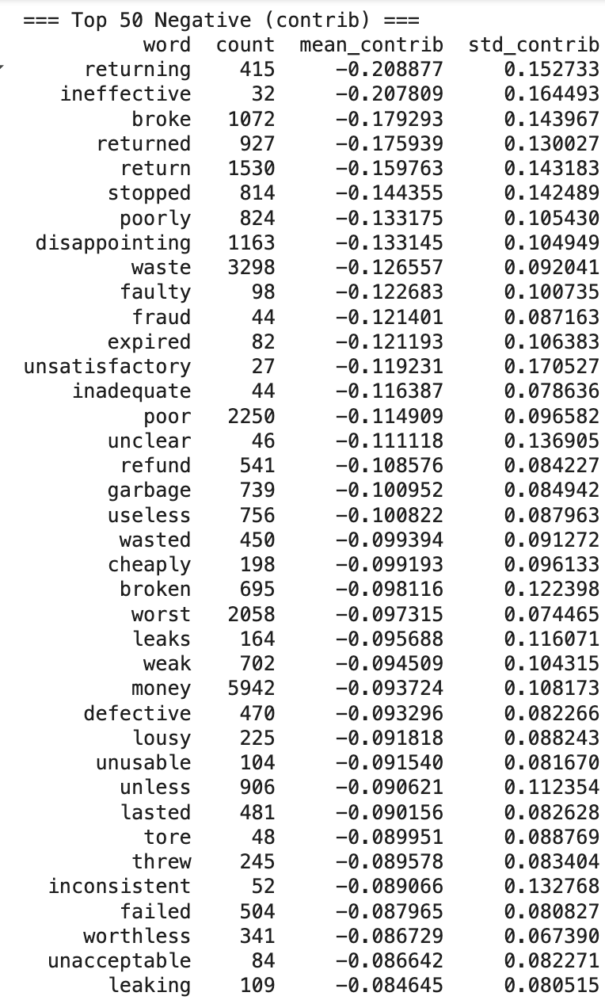 === Top 50 Negative (contrib) ===
word count mean_contrib std_contrib
returning 415 -0.208877 0.152733
ineffective 32 -0.207809 0.164493
broke 1072 -0.179293 0.143967
returned 927 -0.175939 0.130027
return 1530 -0.159763 0.143183
stopped 814 -0.144355 0.142489
poorly 824 -0.133175 0.105430
disappointing 1163 -0.133145 0.104949
waste 3298 -0.126557 0.092041
faulty 98 -0.122683 0.100735
fraud 44 -0.121401 0.087163
expired 82 -0.121193 0.106383
unsatisfactory 27 -0.119231 0.170527
inadequate 44 -0.116387 0.078636
poor 2250 -0.114909 0.096582
unclear 46 -0.111118 0.136905
refund 541 -0.108576 0.084227
garbage 739 -0.100952 0.084942
useless 756 -0.100822 0.087963
wasted 450 -0.099394 0.091272
cheaply 198 -0.099193 0.096133
broken 695 -0.098116 0.122398
worst 2058 -0.097315 0.074465
leaks 164 -0.095688 0.116071
weak 702 -0.094509 0.104315
money 5942 -0.093724 0.108173
defective 470 -0.093296 0.082266
lousy 225 -0.091818 0.088243
unusable 104 -0.091540 0.081670
unless 906 -0.090621 0.112354
lasted 481 -0.090156 0.082628
tore 48 -0.089951 0.088769
threw 245 -0.089578 0.083404
inconsistent 52 -0.089066 0.132768
failed 504 -0.087965 0.080827
worthless 341 -0.086729 0.067390
unacceptable 84 -0.086642 0.082271
leaking 109 -0.084645 0.080515